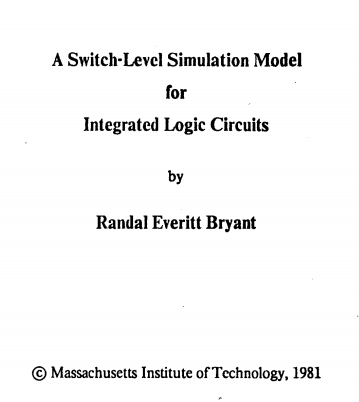 A Switch-Level Simulation Model
for
Integrated Logic Circuits
by
Randal Everitt Bryant
© Massachusetts Institute of Technology, 1981